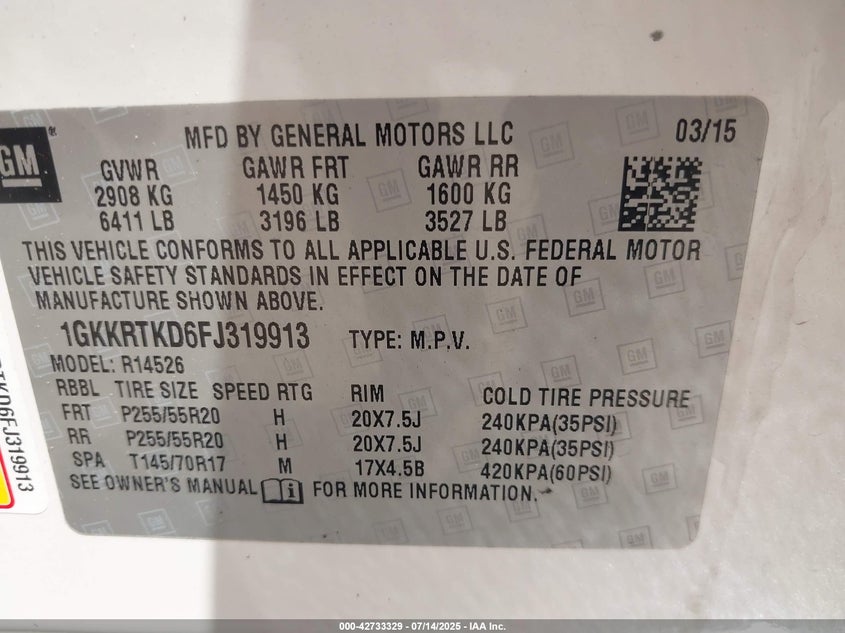 GM
MFD BY GENERAL MOTORS LLC 03/15
GVWR GAWR FRT GAWR RR
2908 KG 1450 KG 1600 KG
6411 LB 3196 LB 3527 LB
THIS VEHICLE CONFORMS TO ALL APPLICABLE U.S. FEDERAL MOTOR
VEHICLE SAFETY STANDARDS IN EFFECT ON THE DATE OF
MANUFACTURE SHOWN ABOVE.
1GKKRTKD6FJ319913 TYPE: M.P.V.
MODEL: R14526
RBBL TIRE SIZE SPEED RTG RIM COLD TIRE PRESSURE
FRT P255/55R20 H 20X7.5J 240KPA(35PSI)
RR P255/55R20 H 20X7.5J 240KPA(35PSI)
SPA T145/70R17 M 17X4.5B 420KPA(60PSI)
SEE OWNER'S MANUAL i FOR MORE INFORMATION.
TKD6FJ319913
000-42733329 - 07/14/2025 - IAA Inc.